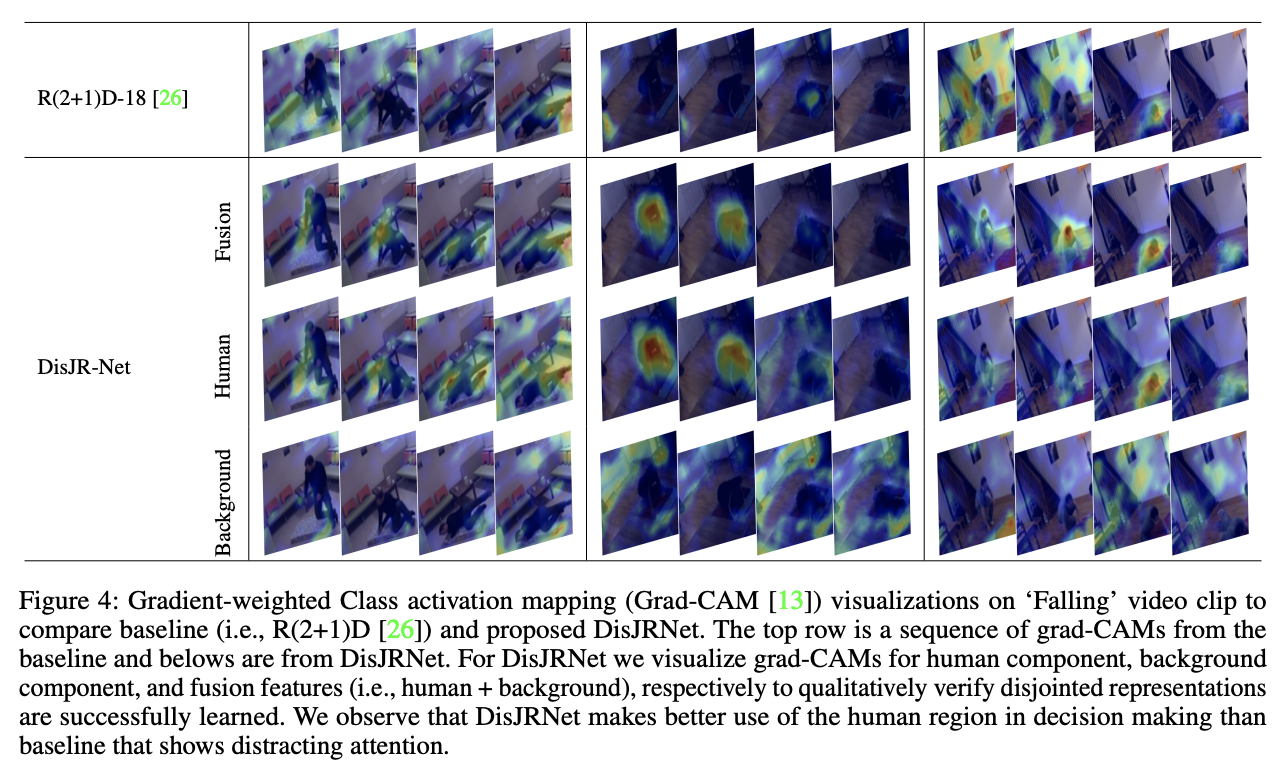 R(2+1)D-18 [26]
Fusion
DisJR-Net
Human
Background
Figure 4: Gradient-weighted Class activation mapping (Grad-CAM [13]) visualizations on ‘Falling’ video clip to
compare baseline (i.e., R(2+1)D [26]) and proposed DisJRNet. The top row is a sequence of grad-CAMs from the
baseline and belows are from DisJRNet. For DisJRNet we visualize grad-CAMs for human component, background
component, and fusion features (i.e., human + background), respectively to qualitatively verify disjointed representations
are successfully learned. We observe that DisJRNet makes better use of the human region in decision making than
baseline that shows distracting attention.